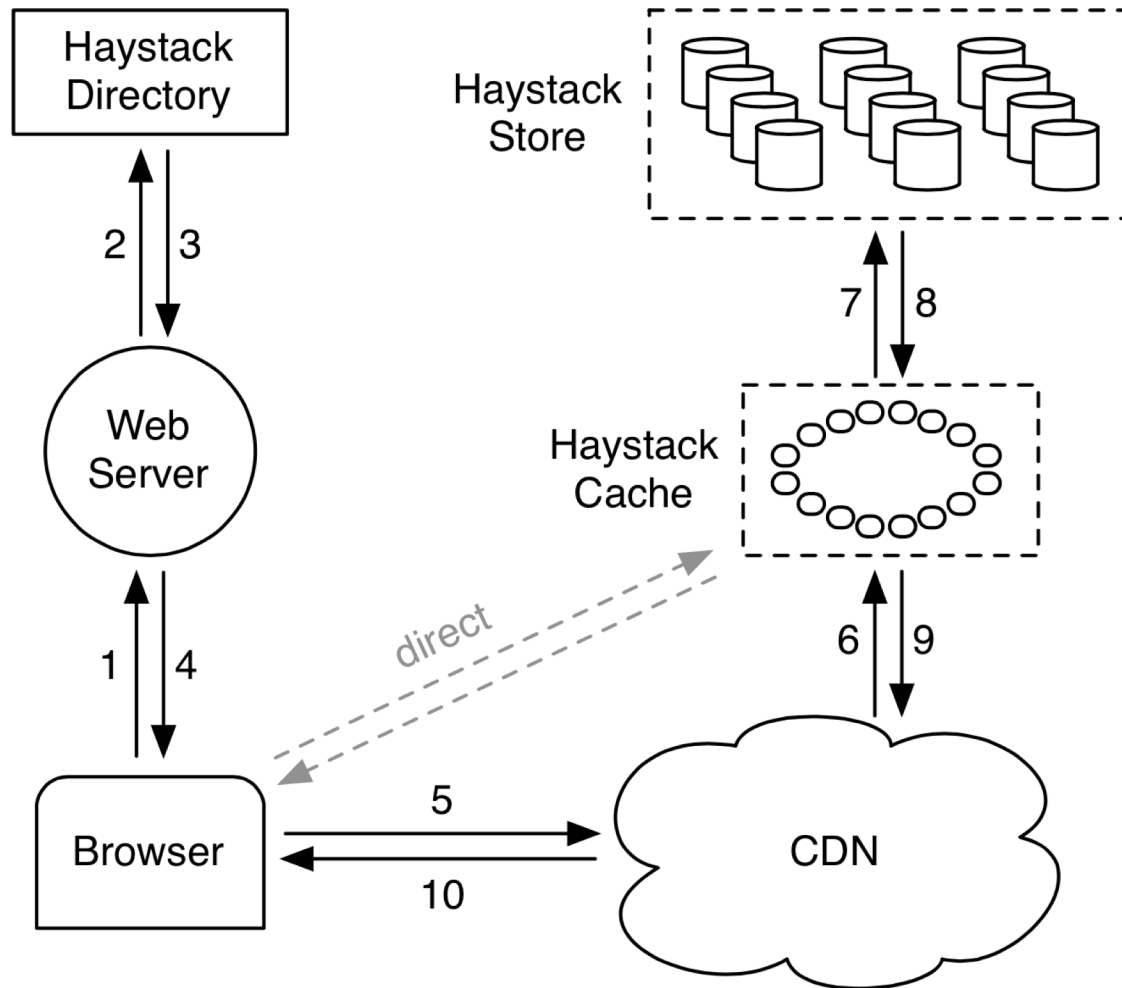 Haystack
Directory
Haystack
Store
2
3
7
8
Web
Server
Haystack
Cache
direct
1
4
6
9
5
Browser
CDN
10